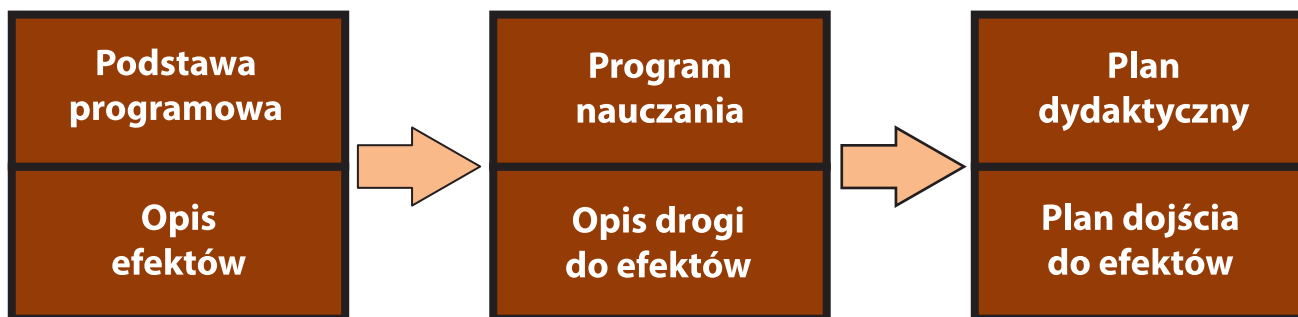 Podstawa
programowa
Opis
efektów
Program
nauczania
Opis drogi
do efektów
Plan
dydaktyczny
Plan dojścia
do efektów